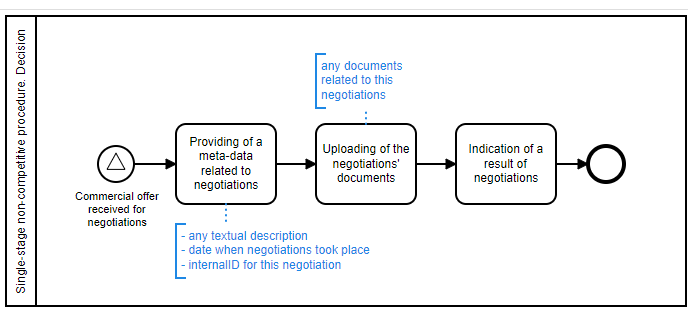 Single-stage non-competitive procedure. Decision
any documents
related to this
negotiations
Providing of a
meta-data
related to
negotiations
Uploading of the
negotiations'
documents
Indication of a
result of
negotiations
Commercial offer
received for
negotiations
- any textual description
- date when negotiations took place
- internalID for this negotiation